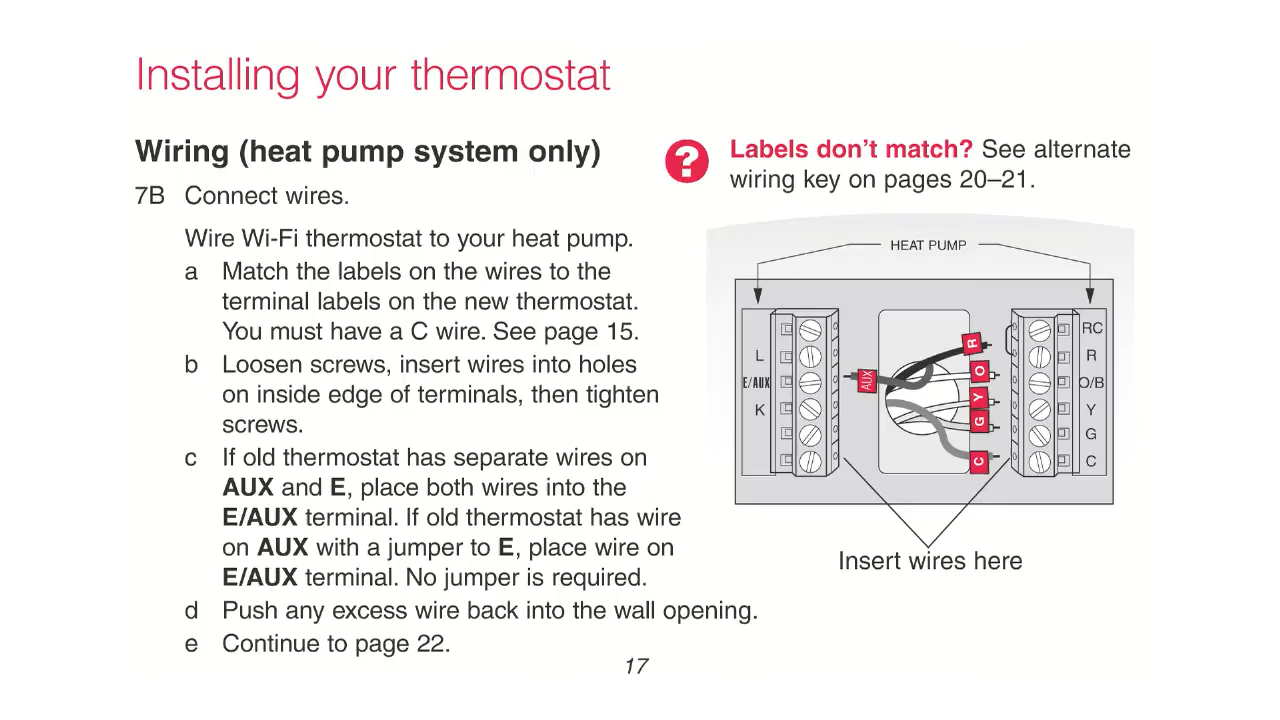 Installing your thermostat
Wiring (heat pump system only)
7B Connect wires.
Wire Wi-Fi thermostat to your heat pump.
a Match the labels on the wires to the
terminal labels on the new thermostat.
You must have a C wire. See page 15.
b Loosen screws, insert wires into holes
on inside edge of terminals, then tighten
screws.
c If old thermostat has separate wires on
AUX and E, place both wires into the
E/AUX terminal. If old thermostat has wire
on AUX with a jumper to E, place wire on
E/AUX terminal. No jumper is required.
d Push any excess wire back into the wall opening.
e Continue to page 22.
?
Labels don't match? See alternate
wiring key on pages 20–21.
HEAT PUMP
L
E/AUX
K
AUX
R
O
Y
G
C
RC
R
O/B
Y
G
C
Insert wires here
17